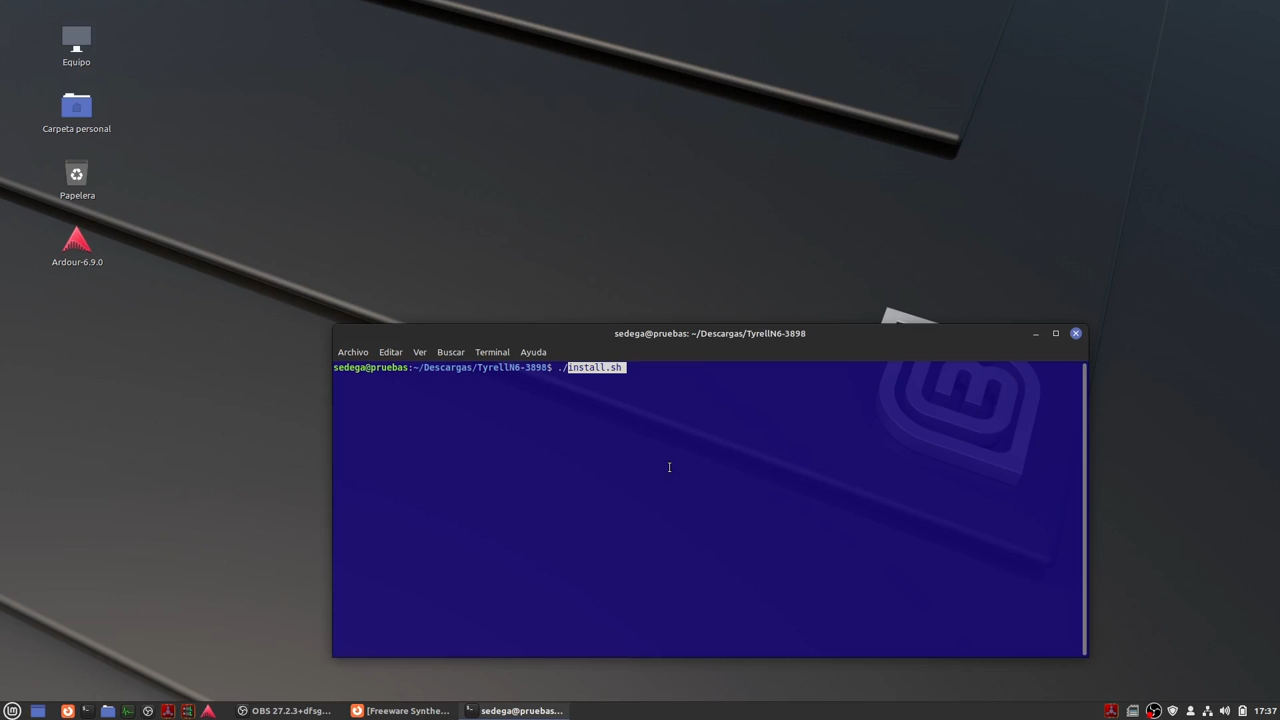 Equipo
Carpeta personal
Papelera
Ardour-6.9.0
sedega@pruebas: ~/Descargas/TyrellN6-3898
Archivo Editar Ver Buscar Terminal Ayuda
sedega@pruebas:~/Descargas/TyrellN6-3898$ ./install.sh
OBS 27.2.3+dfsg... [Freeware Synthe... sedega@pruebas... 17:37